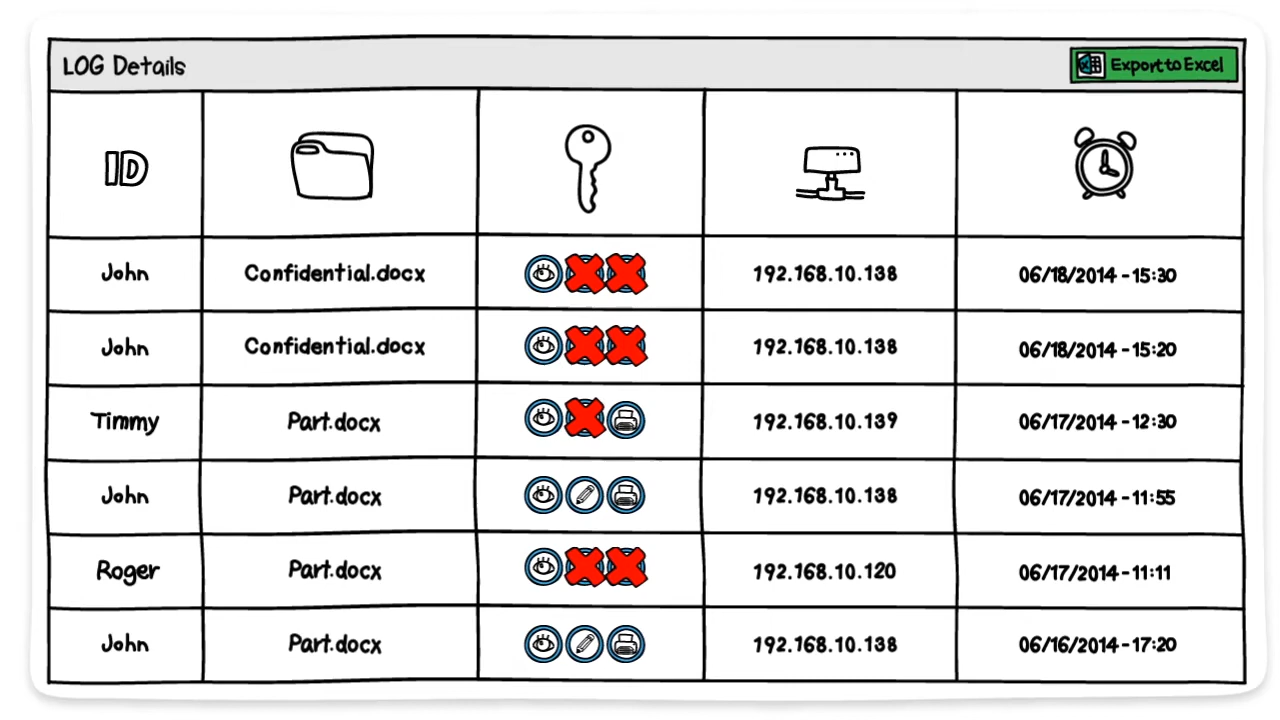 LOG Details
Export to Excel
ID
John Confidential.docx 192.168.10.138 06/18/2014 - 15:30
John Confidential.docx 192.168.10.138 06/18/2014 - 15:20
Timmy Part.docx 192.168.10.139 06/17/2014 - 12:30
John Part.docx 192.168.10.138 06/17/2014 - 11:55
Roger Part.docx 192.168.10.120 06/17/2014 - 11:11
John Part.docx 192.168.10.138 06/16/2014 - 17:20